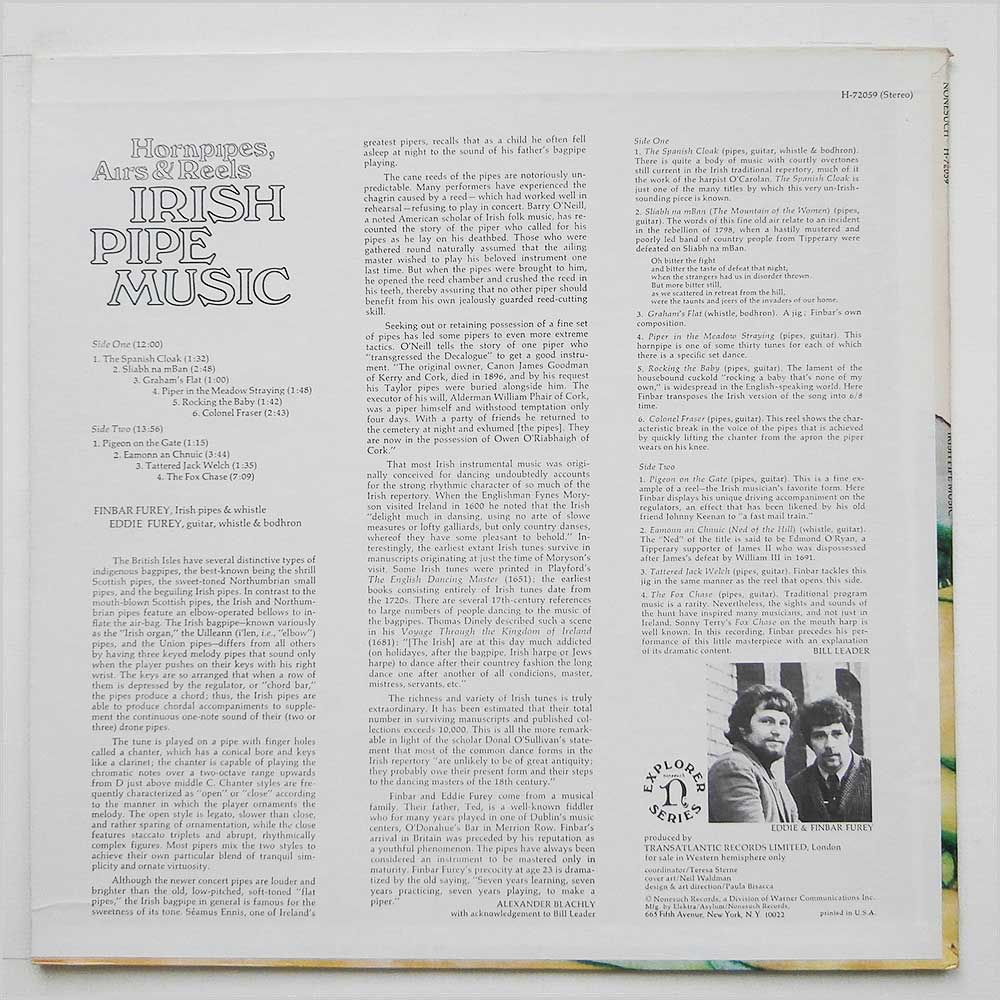 H-72059 (Stereo)
NONESUCH H-72059
Hornpipes,
Airs & Reels
IRISH
PIPE
MUSIC
Side One (12:00)
1. The Spanish Cloak (1:32)
2. Sliabh na mBan (2:48)
3. Graham's Flat (1:00)
4. Piper in the Meadow Straying (1:48)
5. Rocking the Baby (1:42)
6. Colonel Fraser (2:43)
Side Two (13:56)
1. Pigeon on the Gate (1:15)
2. Eamonn an Chnuic (3:44)
3. Tattered Jack Welch (1:35)
4. The Fox Chase (7:09)
FINBAR FUREY, Irish pipes & whistle
EDDIE FUREY, guitar, whistle & bodhron
The British Isles have several distinctive types of
indigenous bagpipes, the best-known being the shrill
Scottish pipes, the sweet-toned Northumbrian small
pipes, and the beguiling Irish pipes. In contrast to the
mouth-blown Scottish pipes, the Irish and Northum-
brian pipes feature an elbow-operated bellows to in-
flate the air-bag. The Irish bagpipe—known variously
as the "Irish organ," the Uilleann (i'len, i.e., "elbow")
pipes, and the Union pipes—differs from all others
by having three keyed melody pipes that sound only
when the player pushes on their keys with his right
wrist. The keys are so arranged that when a row of
them is depressed by the regulator, or "chord bar,"
the pipes produce a chord; thus, the Irish pipes are
able to produce chordal accompaniments to supple-
ment the continuous one-note sound of their (two or
three) drone pipes.
The tune is played on a pipe with finger holes
called a chanter, which has a conical bore and keys
like a clarinet; the chanter is capable of playing the
chromatic notes over a two-octave range upwards
from D just above middle C. Chanter styles are fre-
quently characterized as "open" or "close" according
to the manner in which the player ornaments the
melody. The open style is legato, slower than close,
and rather sparing of ornamentation, while the close
features staccato triplets and abrupt, rhythmically
complex figures. Most pipers mix the two styles to
achieve their own particular blend of tranquil sim-
plicity and ornate virtuosity.
Although the newer concert pipes are louder and
brighter than the old, low-pitched, soft-toned "flat
pipes," the Irish bagpipe in general is famous for the
sweetness of its tone. Séamus Ennis, one of Ireland's
greatest pipers, recalls that as a child he often fell
asleep at night to the sound of his father's bagpipe
playing.
The cane reeds of the pipes are notoriously un-
predictable. Many performers have experienced the
chagrin caused by a reed—which had worked well in
rehearsal—refusing to play in concert. Barry O'Neill,
a noted American scholar of Irish folk music, has re-
counted the story of the piper who called for his
pipes as he lay on his deathbed. Those who were
gathered round naturally assumed that the ailing
master wished to play his beloved instrument one
last time. But when the pipes were brought to him,
he opened the reed chamber and crushed the reed in
his teeth, thereby assuring that no other piper should
benefit from his own jealously guarded reed-cutting
skill.
Seeking out or retaining possession of a fine set
of pipes has led some pipers to even more extreme
tactics. O'Neill tells the story of one piper who
"transgressed the Decalogue" to get a good instru-
ment. "The original owner, Canon James Goodman
of Kerry and Cork, died in 1896, and by his request
his Taylor pipes were buried alongside him. The
executor of his will, Alderman William Phair of Cork,
was a piper himself and withstood temptation only
four days. With a party of friends he returned to
the cemetery at night and exhumed [the pipes]. They
are now in the possession of Owen O'Riabhaigh of
Cork."
That most Irish instrumental music was origi-
nally conceived for dancing undoubtedly accounts
for the strong rhythmic character of so much of the
Irish repertory. When the Englishman Fynes Mory-
son visited Ireland in 1600 he noted that the Irish
"delight much in dancing, using no arte of slowe
measures or lofty galliards, but only country danses,
whereof they have some pleasant to behold." In-
terestingly, the earliest extant Irish tunes survive in
manuscripts originating at just the time of Moryson's
visit. Some Irish tunes were printed in Playford's
The English Dancing Master (1651); the earliest
books consisting entirely of Irish tunes date from
the 1720s. There are several 17th-century references
to large numbers of people dancing to the music of
the bagpipes. Thomas Dinely described such a scene
in his Voyage Through the Kingdom of Ireland
(1681); "[The Irish] are at this day much addicted
(on holidayes, after the bagpipe, Irish harpe or Jews
harpe) to dance after their countrey fashion the long
dance one after another of all condicions, master,
mistress, servants, etc."
The richness and variety of Irish tunes is truly
extraordinary. It has been estimated that their total
number in surviving manuscripts and published col-
lections exceeds 10,000. This is all the more remark-
able in light of the scholar Donal O'Sullivan's state-
ment that most of the common dance forms in the
Irish repertory "are unlikely to be of great antiquity;
they probably owe their present form and their steps
to the dancing masters of the 18th century."
Finbar and Eddie Furey come from a musical
family. Their father, Ted, is a well-known fiddler
who for many years played in one of Dublin's music
centers, O'Donahue's Bar in Merrion Row. Finbar's
arrival in Britain was preceded by his reputation as
a youthful phenomenon. The pipes have always been
considered an instrument to be mastered only in
maturity. Finbar Furey's precocity at age 23 is drama-
tized by the old saying, "Seven years learning, seven
years practicing, seven years playing, to make a
piper."
ALEXANDER BLACHLY
with acknowledgement to Bill Leader
Side One
1. The Spanish Cloak (pipes, guitar, whistle & bodhron).
There is quite a body of music with courtly overtones
still current in the Irish traditional repertory, much of it
the work of the harpist O'Carolan. The Spanish Cloak is
just one of the many titles by which this very un-Irish-
sounding piece is known.
2. Sliabh na mBan (The Mountain of the Women) (pipes,
guitar). The words of this fine old air relate to an incident
in the rebellion of 1798, when a hastily mustered and
poorly led band of country people from Tipperary were
defeated on Sliabh na mBan.
Oh bitter the fight
and bitter the taste of defeat that night,
when the strangers had us in disorder thrown.
But more bitter still,
as we scattered in retreat from the hill,
were the taunts and jeers of the invaders of our home.
3. Graham's Flat (whistle, bodhron). A jig; Finbar's own
composition.
4. Piper in the Meadow Straying (pipes, guitar). This
hornpipe is one of some thirty tunes for each of which
there is a specific set dance.
5. Rocking the Baby (pipes, guitar). The lament of the
housebound cuckold "rocking a baby that's none of my
own," is widespread in the English-speaking world. Here
Finbar transposes the Irish version of the song into 6/8
time.
6. Colonel Fraser (pipes, guitar). This reel shows the char-
acteristic break in the voice of the pipes that is achieved
by quickly lifting the chanter from the apron the piper
wears on his knee.
Side Two
1. Pigeon on the Gate (pipes, guitar). This is a fine ex-
ample of a reel—the Irish musician's favorite form. Here
Finbar displays his unique driving accompaniment on the
regulators, an effect that has been likened by his old
friend Johnny Keenan to "a fast mail train."
2. Eamonn an Chnuic (Ned of the Hill) (whistle, guitar).
The "Ned" of the title is said to be Edmond O'Ryan, a
Tipperary supporter of James II who was dispossessed
after James's defeat by William III in 1691.
3. Tattered Jack Welch (pipes, guitar). Finbar tackles this
jig in the same manner as the reel that opens this side.
4. The Fox Chase (pipes, guitar). Traditional program
music is a rarity. Nevertheless, the sights and sounds of
the hunt have inspired many musicians, and not just in
Ireland. Sonny Terry's Fox Chase on the mouth harp is
well known. In this recording, Finbar precedes his per-
formance of this little masterpiece with an explanation
of its dramatic content.
BILL LEADER
EXPLORER
nonesuch
SERIES
EDDIE & FINBAR FUREY
produced by
TRANSATLANTIC RECORDS LIMITED, London
for sale in Western hemisphere only
coordinator/Teresa Sterne
cover art/Neil Waldman
design & art direction/Paula Bisacca
© Nonesuch Records, a Division of Warner Communications Inc.
Mfg. by Elektra/Asylum/Nonesuch Records,
665 Fifth Avenue, New York, N.Y. 10022
printed in U.S.A.